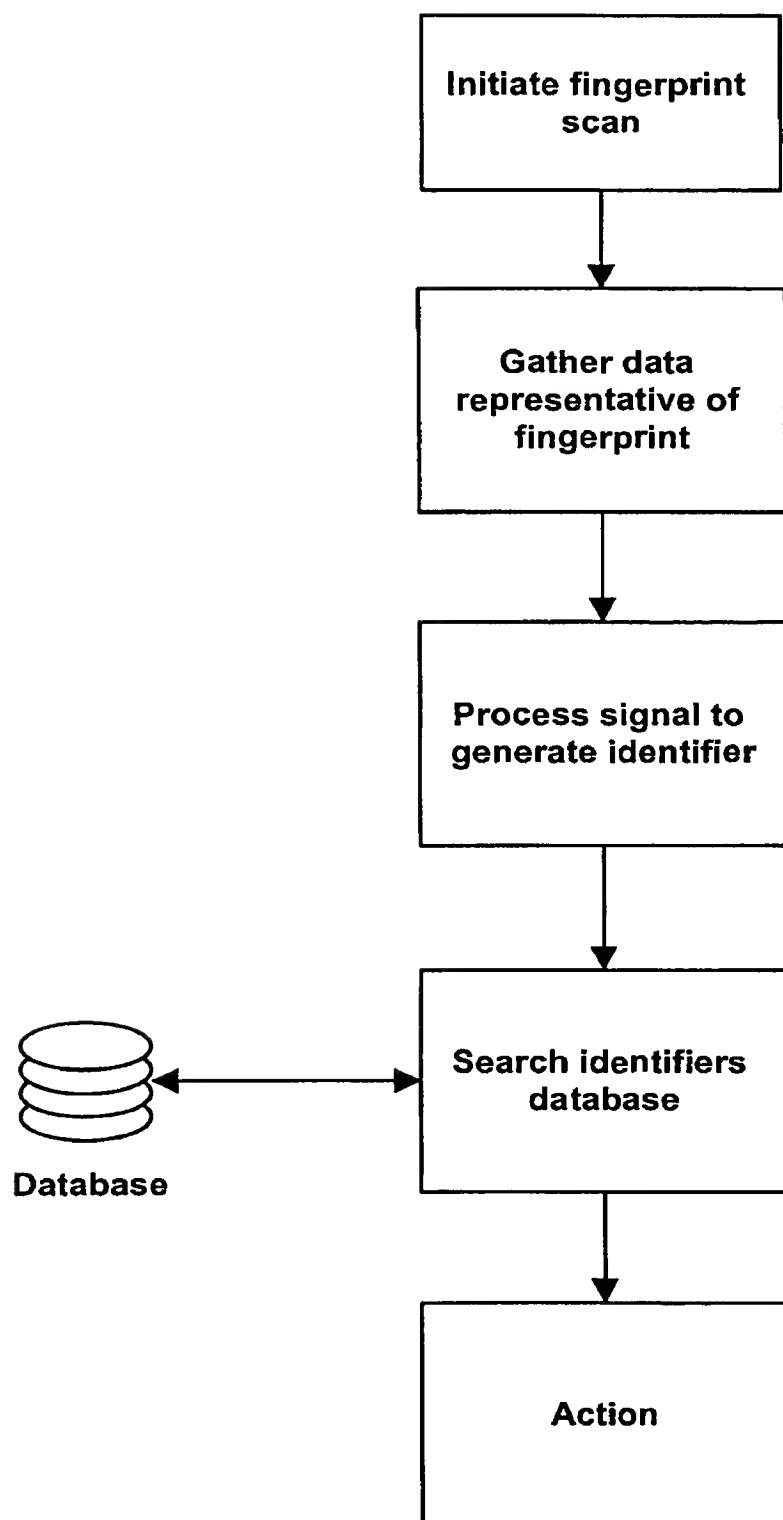 Initiate fingerprint
scan
Gather data
representative of
fingerprint
Process signal to
generate identifier
Search identifiers
database
Database
Action